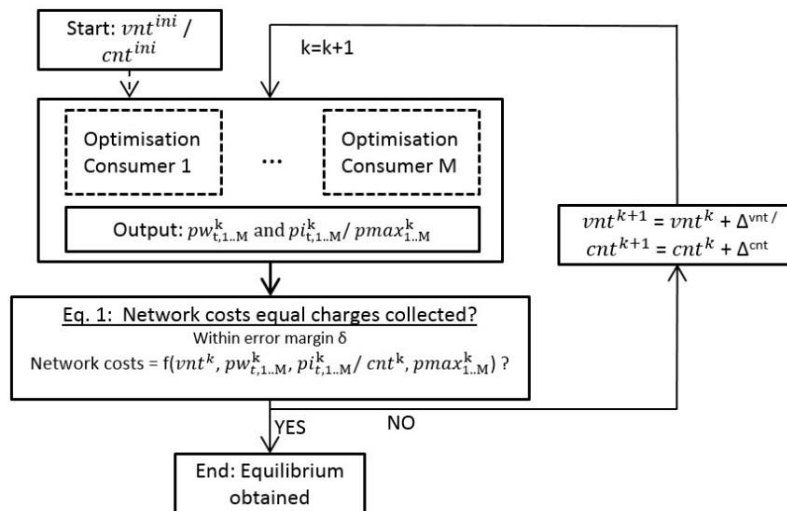 Start: vnt^ini /
cnt^ini
k=k+1
Optimisation
Consumer 1
...
Optimisation
Consumer M
Output: pw^k_t,1..M and pi^k_t,1..M / pmax^k_1..M
vnt^k+1 = vnt^k + Δ^vnt /
cnt^k+1 = cnt^k + Δ^cnt
Eq. 1: Network costs equal charges collected?
Within error margin δ
Network costs = f(vnt^k, pw^k_t,1..M, pi^k_t,1..M / cnt^k, pmax^k_1..M) ?
YES
NO
End: Equilibrium
obtained